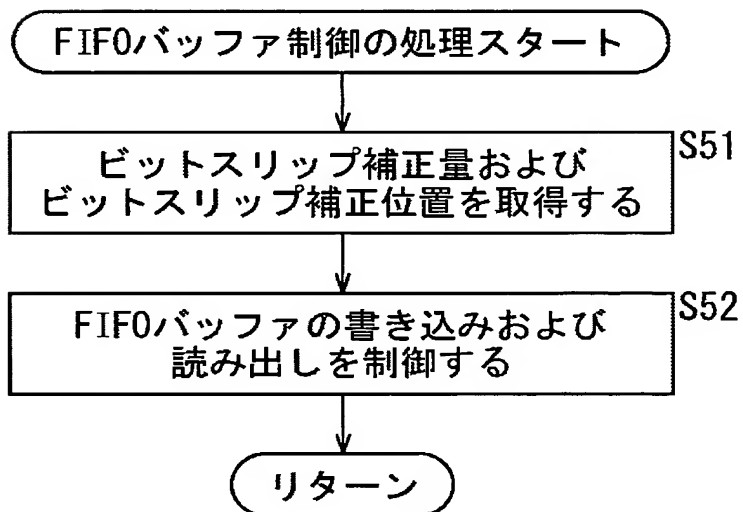 FIFOバッファ制御の処理スタート
S51
ビットスリップ補正量および
ビットスリップ補正位置を取得する
S52
FIFOバッファの書き込みおよび
読み出しを制御する
リターン